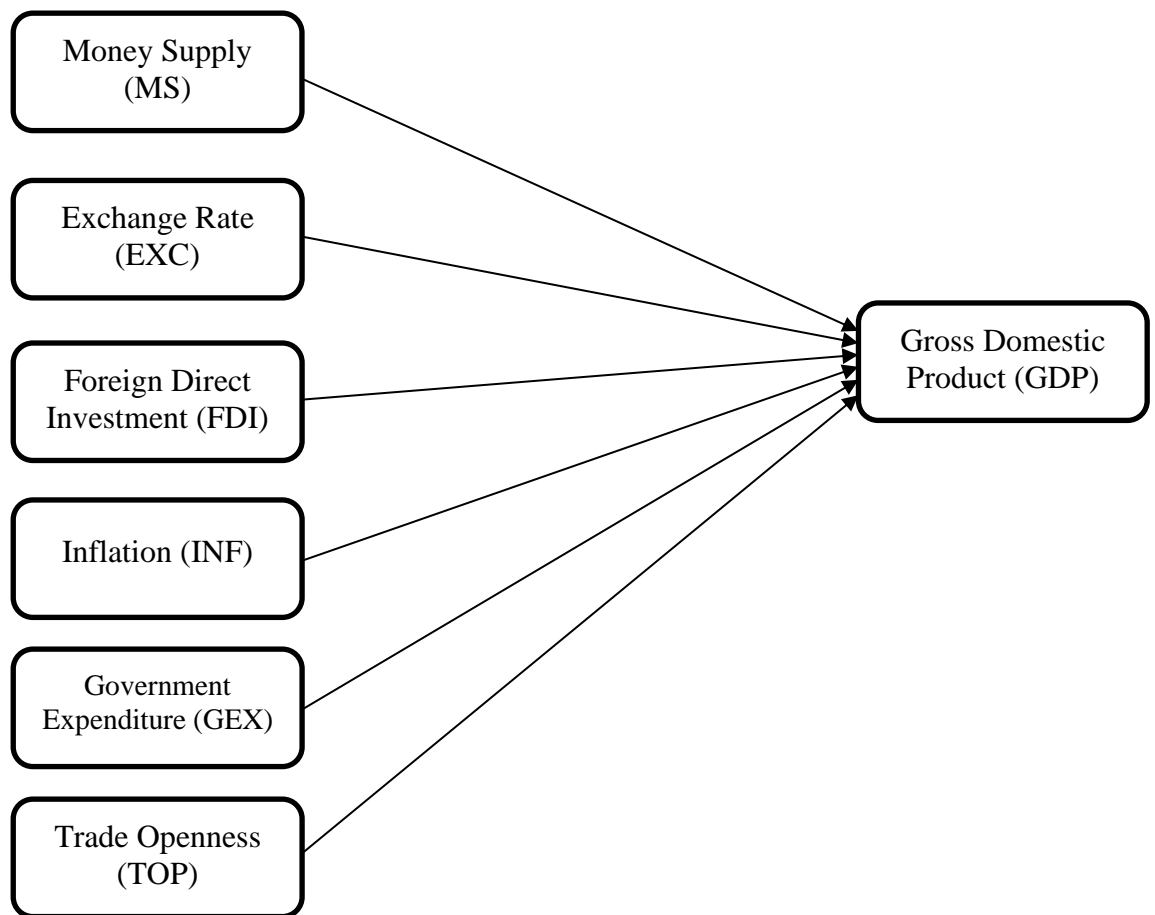 Money Supply
(MS)
Exchange Rate
(EXC)
Foreign Direct
Investment (FDI)
Inflation (INF)
Government
Expenditure (GEX)
Trade Openness
(TOP)
Gross Domestic
Product (GDP)